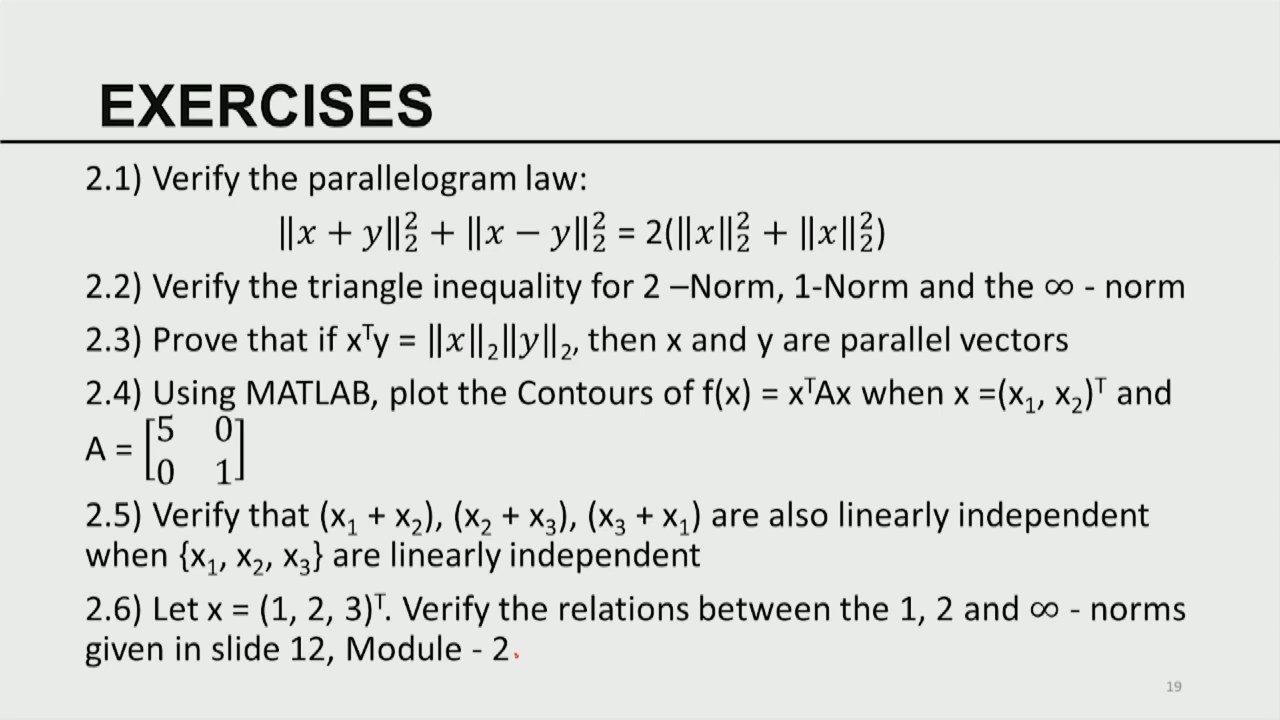 EXERCISES
2.1) Verify the parallelogram law:
‖x + y‖₂² + ‖x − y‖₂² = 2(‖x‖₂² + ‖x‖₂²)
2.2) Verify the triangle inequality for 2 –Norm, 1-Norm and the ∞ - norm
2.3) Prove that if xᵀy = ‖x‖₂‖y‖₂, then x and y are parallel vectors
2.4) Using MATLAB, plot the Contours of f(x) = xᵀAx when x =(x₁, x₂)ᵀ and
A = [5 0
0 1]
2.5) Verify that (x₁ + x₂), (x₂ + x₃), (x₃ + x₁) are also linearly independent
when {x₁, x₂, x₃} are linearly independent
2.6) Let x = (1, 2, 3)ᵀ. Verify the relations between the 1, 2 and ∞ - norms
given in slide 12, Module - 2.
19